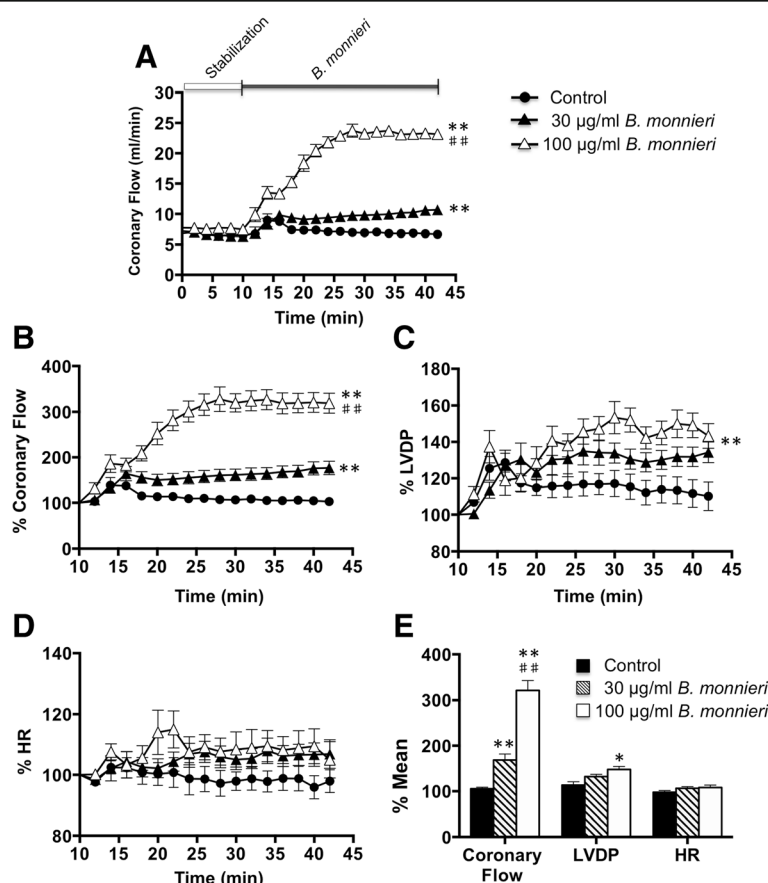 A
Stabilization
B. monnieri
Coronary Flow (ml/min)
30
25
20
15
10
5
0
**
##
**
0 5 10 15 20 25 30 35 40 45
Time (min)
Control
30 µg/ml B. monnieri
100 µg/ml B. monnieri
B
% Coronary Flow
400
300
200
100
0
**
##
**
10 15 20 25 30 35 40 45
Time (min)
C
% LVDP
180
160
140
120
100
80
**
10 15 20 25 30 35 40 45
Time (min)
D
% HR
140
120
100
80
10 15 20 25 30 35 40 45
Time (min)
E
% Mean
400
300
200
100
0
**
**
##
*
Control
30 µg/ml B. monnieri
100 µg/ml B. monnieri
Coronary
Flow
LVDP
HR